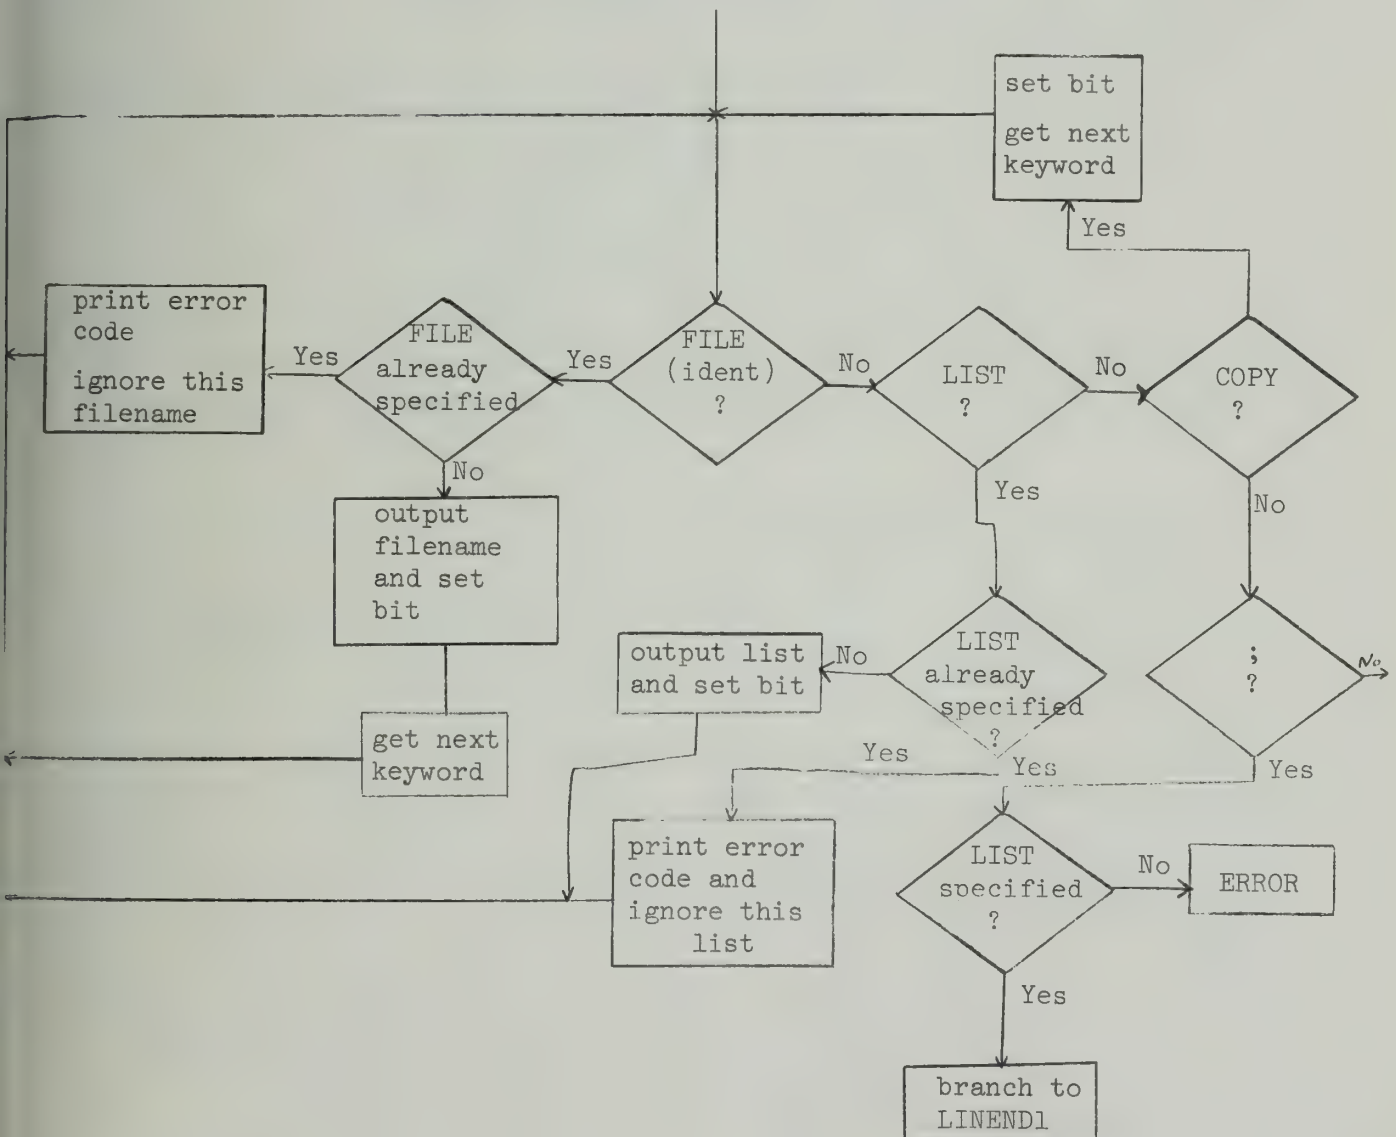 set bit
get next
keyword
Yes
print error
code
ignore this
filename
Yes
FILE
already
specified
Yes
FILE
(ident)
?
No
LIST
?
No
COPY
?
No
output
filename
and set
bit
Yes
No
output list
and set bit
No
LIST
already
specified
?
;
?
No
get next
keyword
Yes
Yes
Yes
print error
code and
ignore this
list
LIST
specified
?
No
ERROR
Yes
branch to
LINEND1